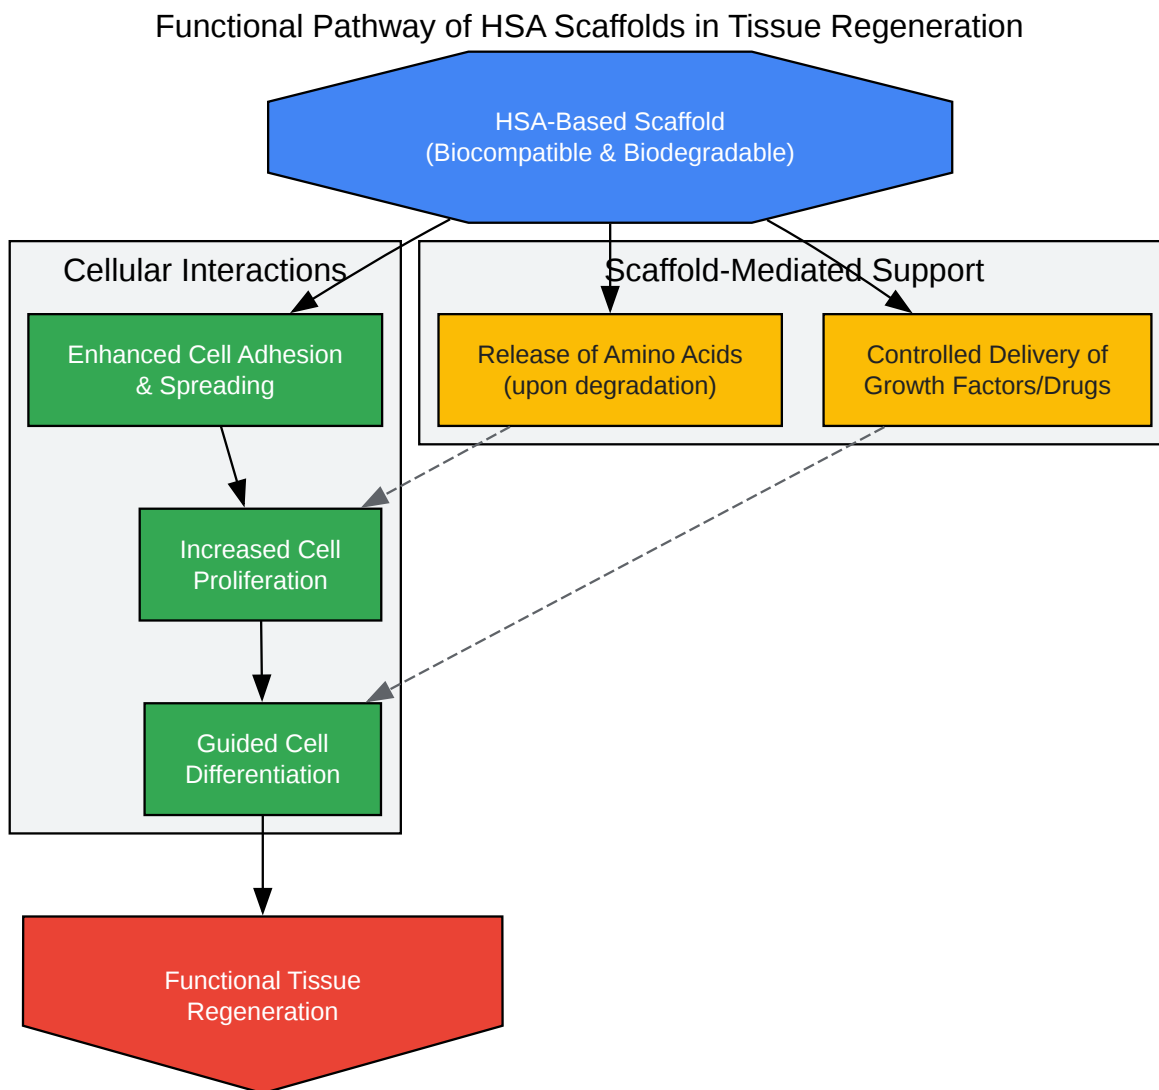 Functional Pathway of HSA Scaffolds in Tissue Regeneration
HSA-Based Scaffold
(Biocompatible & Biodegradable)
Cellular Interactions
Scaffold-Mediated Support
Enhanced Cell Adhesion
& Spreading
Release of Amino Acids
(upon degradation)
Controlled Delivery of
Growth Factors/Drugs
Increased Cell
Proliferation
Guided Cell
Differentiation
Functional Tissue
Regeneration